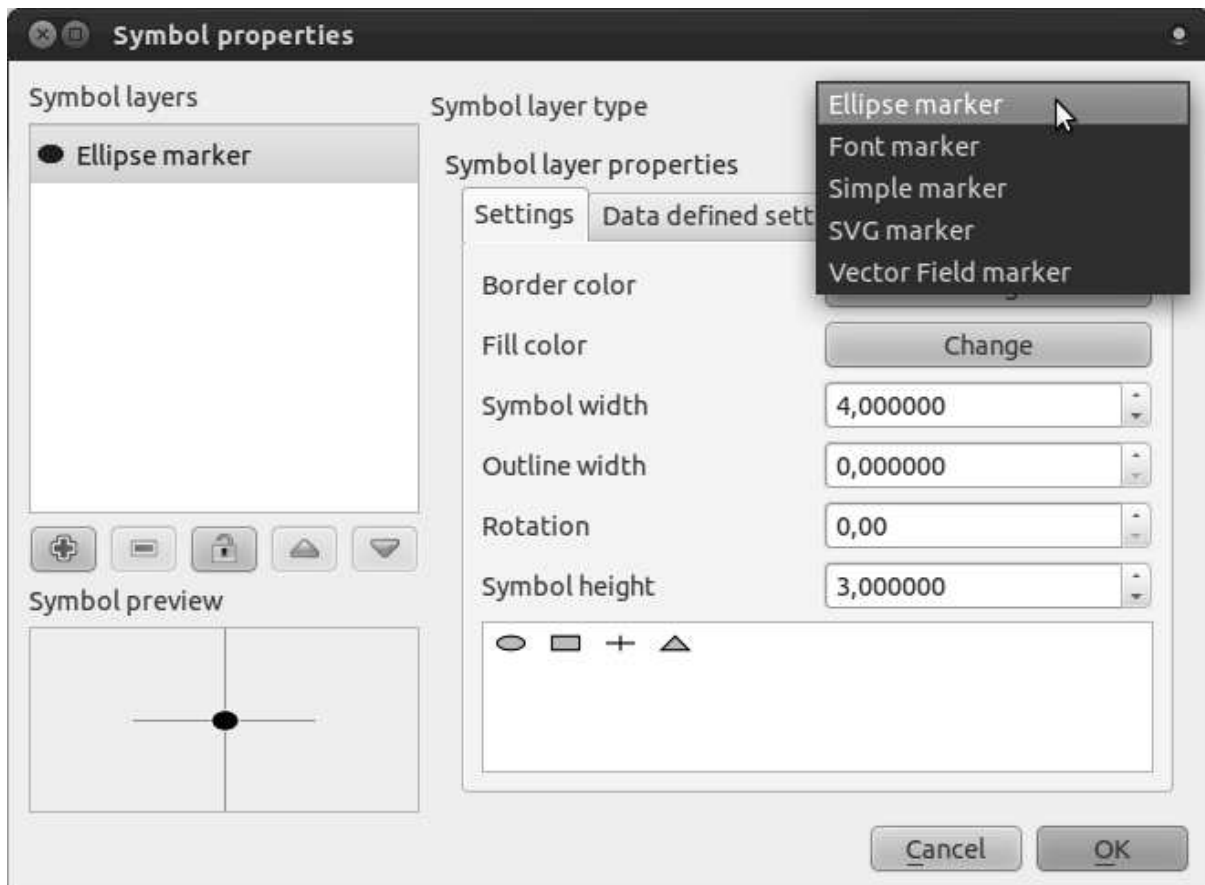 Symbol properties
Symbol layers
Ellipse marker
Symbol layer type
Ellipse marker
Font marker
Simple marker
SVG marker
Vector Field marker
Symbol layer properties
Settings
Data defined
Border color
Fill color
Change
Symbol width
4,000000
Outline width
0,000000
Rotation
0,00
Symbol height
3,000000
Symbol preview
Cancel
OK